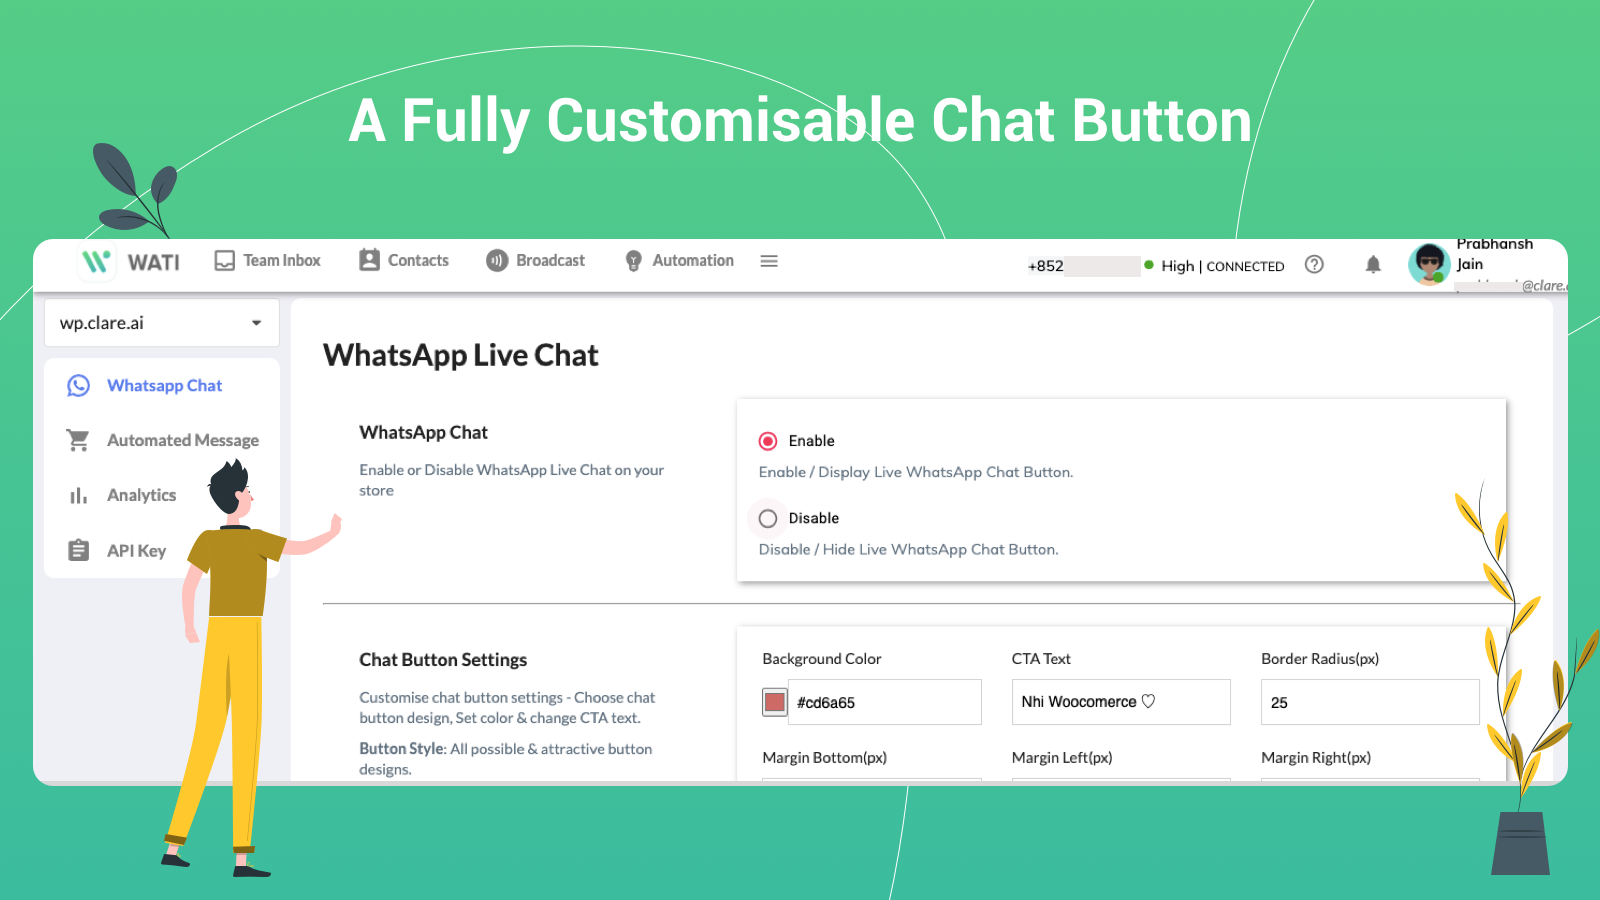 A Fully Customisable Chat Button
WATI
Team Inbox
Contacts
Broadcast
Automation
+852
High | CONNECTED
Prabhansh
Jain
@clare.
wp.clare.ai
Whatsapp Chat
Automated Message
Analytics
API Key
WhatsApp Live Chat
WhatsApp Chat
Enable or Disable WhatsApp Live Chat on your
store
Enable
Enable / Display Live WhatsApp Chat Button.
Disable
Disable / Hide Live WhatsApp Chat Button.
Chat Button Settings
Customise chat button settings - Choose chat
button design, Set color & change CTA text.
Button Style: All possible & attractive button
designs.
Background Color
CTA Text
Border Radius(px)
#cd6a65
Nhi Woocomerce ♡
25
Margin Bottom(px)
Margin Left(px)
Margin Right(px)